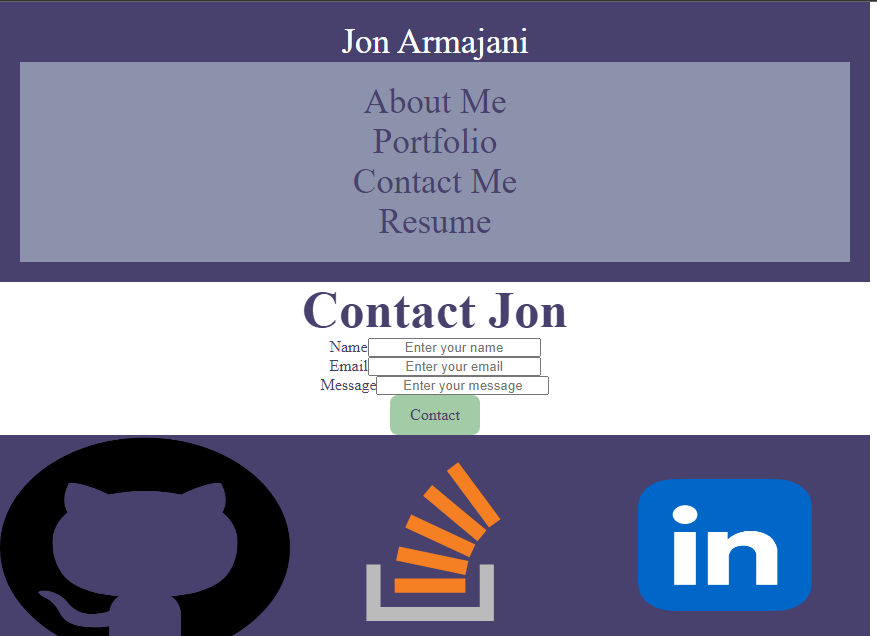 Jon Armajani
About Me
Portfolio
Contact Me
Resume
Contact Jon
Name Enter your name
Email Enter your email
Message Enter your message
Contact
in